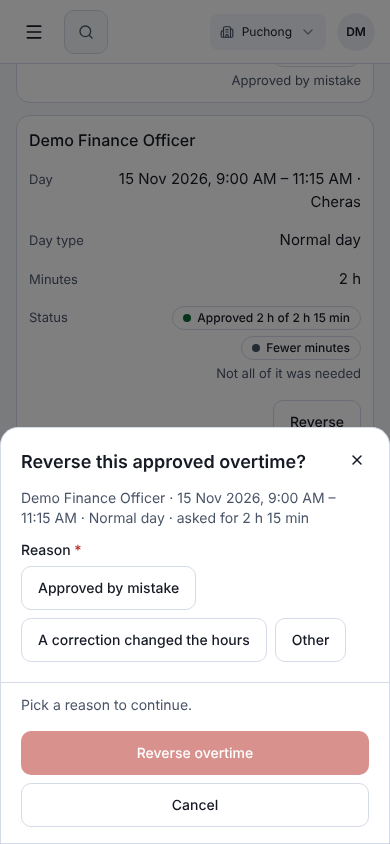 Puchong
DM
Approved by mistake
Demo Finance Officer
Day
15 Nov 2026, 9:00 AM – 11:15 AM ·
Cheras
Day type
Normal day
Minutes
2 h
Status
Approved 2 h of 2 h 15 min
Fewer minutes
Not all of it was needed
Reverse
Reverse this approved overtime?
Demo Finance Officer · 15 Nov 2026, 9:00 AM –
11:15 AM · Normal day · asked for 2 h 15 min
Reason *
Approved by mistake
A correction changed the hours
Other
Pick a reason to continue.
Reverse overtime
Cancel